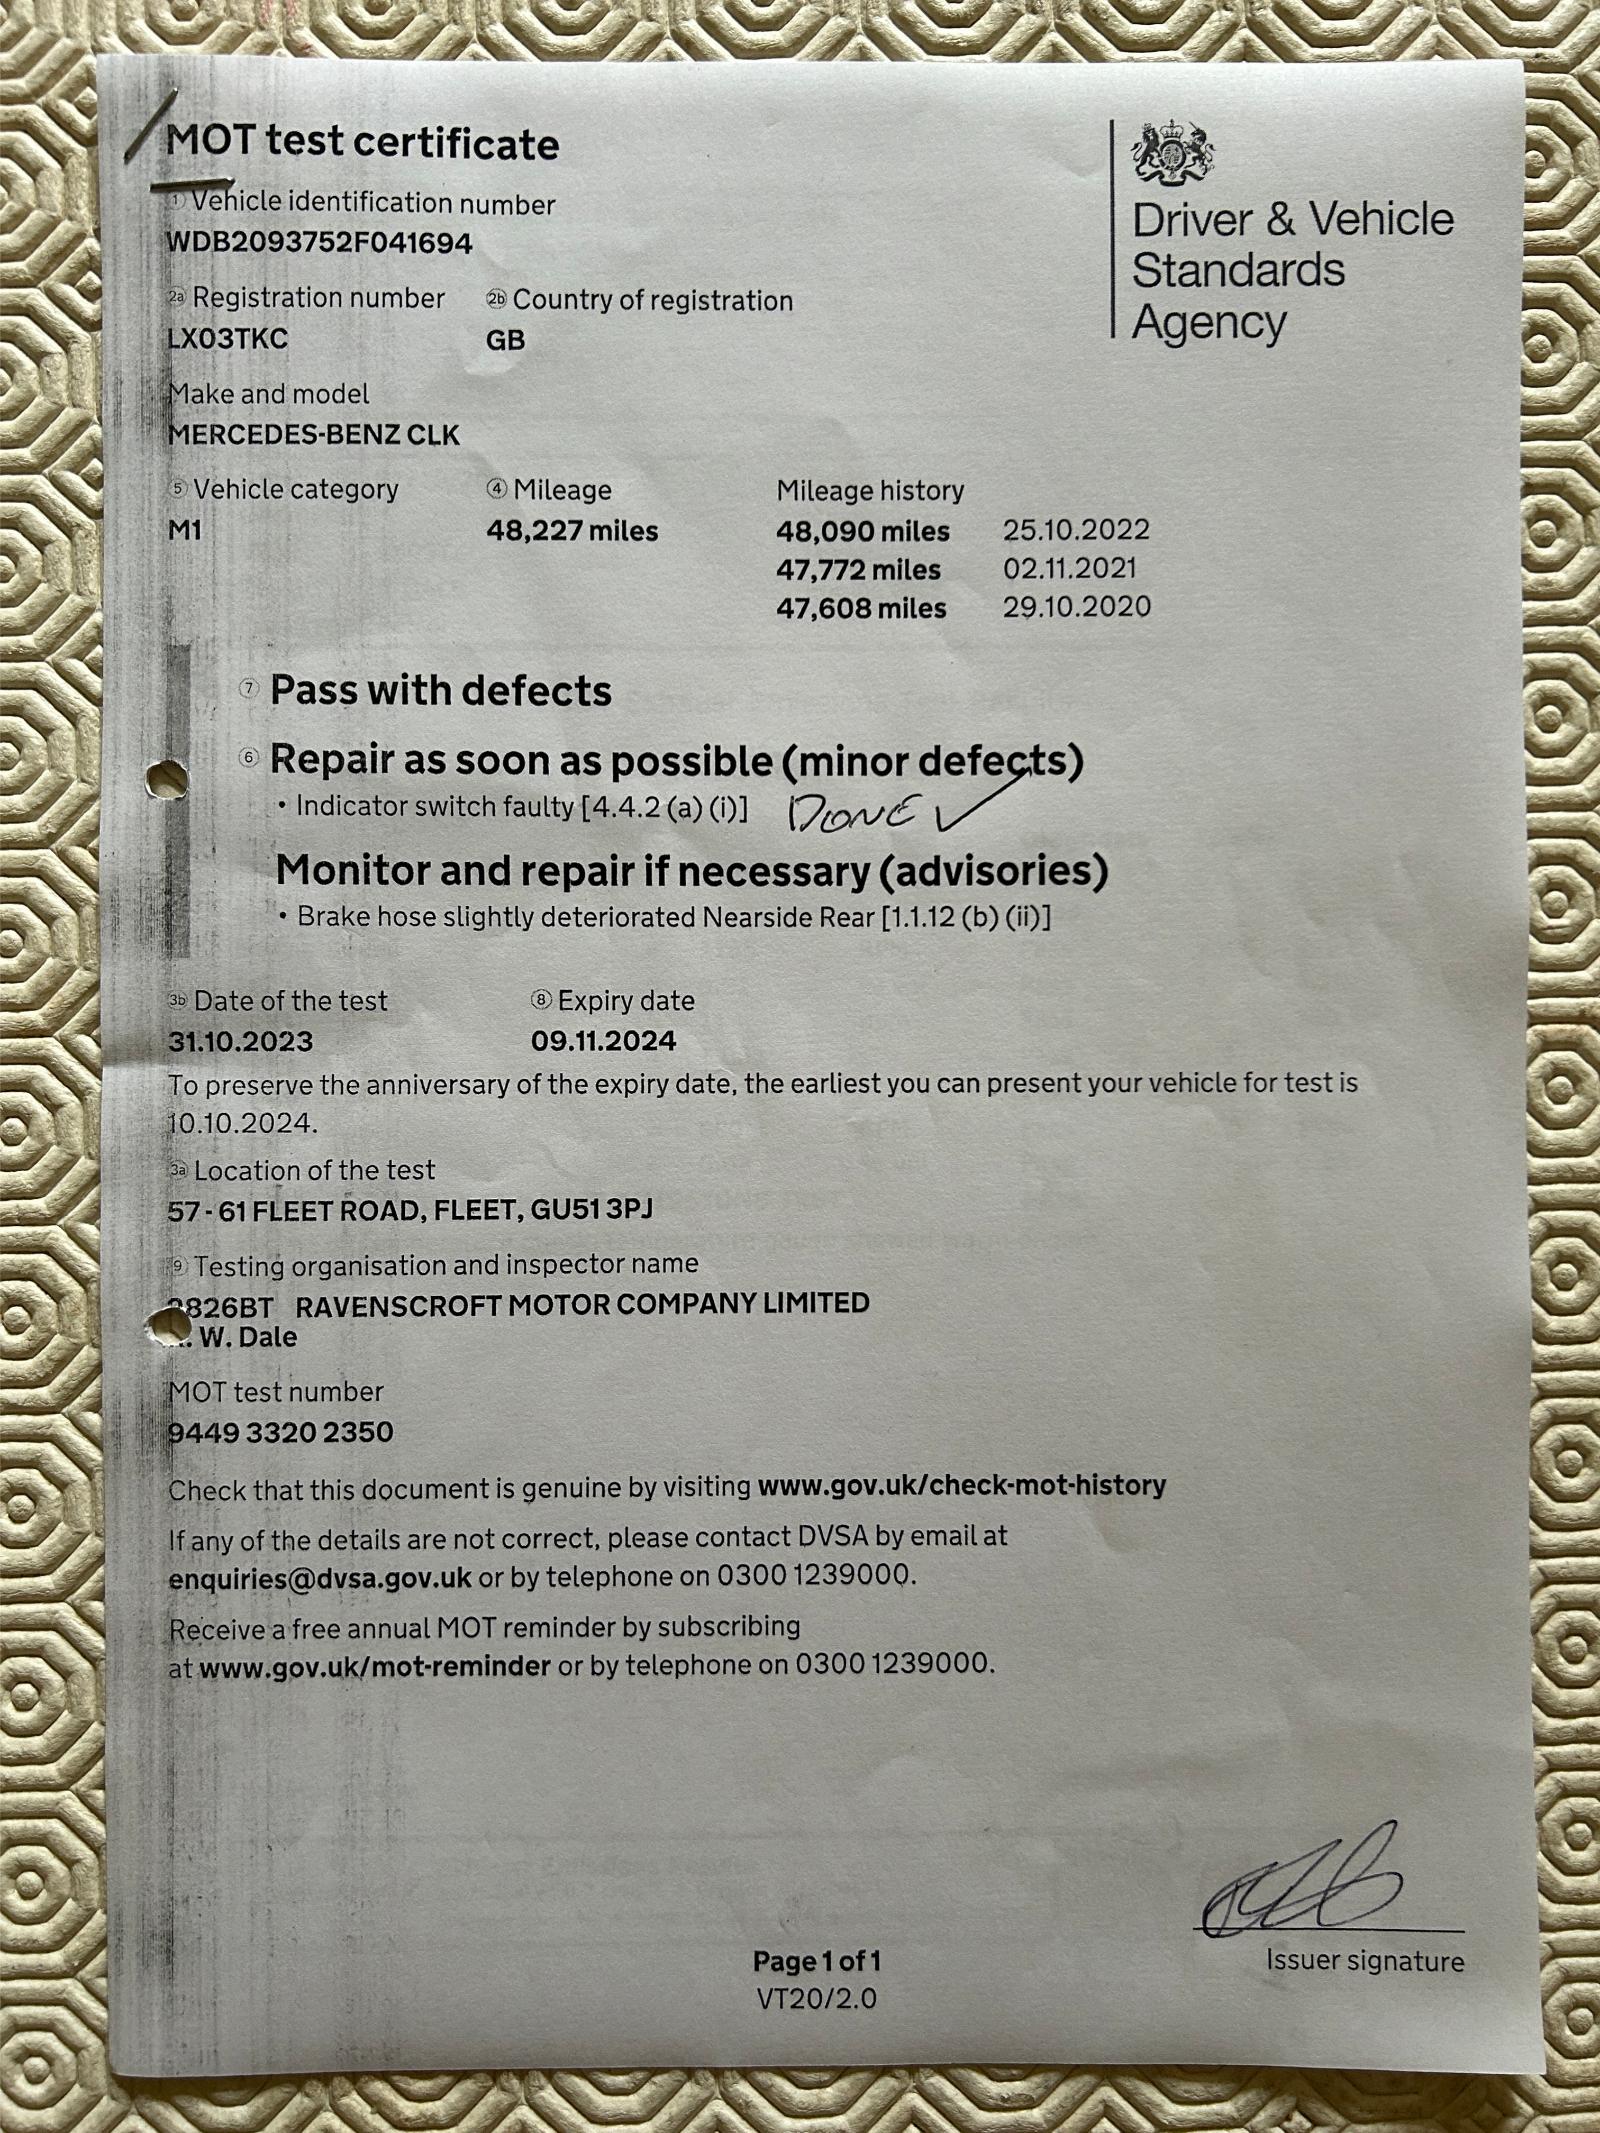 MOT test certificate
Driver & Vehicle
Standards
Agency
1 Vehicle identification number
WDB2093752F041694
2a Registration number 2b Country of registration
LX03TKC GB
Make and model
MERCEDES-BENZ CLK
5 Vehicle category 4 Mileage Mileage history
M1 48,227 miles 48,090 miles 25.10.2022
47,772 miles 02.11.2021
47,608 miles 29.10.2020
7 Pass with defects
6 Repair as soon as possible (minor defects)
• Indicator switch faulty [4.4.2 (a) (i)] DONE ✓
Monitor and repair if necessary (advisories)
• Brake hose slightly deteriorated Nearside Rear [1.1.12 (b) (ii)]
3b Date of the test 8 Expiry date
31.10.2023 09.11.2024
To preserve the anniversary of the expiry date, the earliest you can present your vehicle for test is
10.10.2024.
3a Location of the test
57 - 61 FLEET ROAD, FLEET, GU51 3PJ
9 Testing organisation and inspector name
RAVENSCROFT MOTOR COMPANY LIMITED
W. Dale
MOT test number
9449 3320 2350
Check that this document is genuine by visiting www.gov.uk/check-mot-history
If any of the details are not correct, please contact DVSA by email at
enquiries@dvsa.gov.uk or by telephone on 0300 1239000.
Receive a free annual MOT reminder by subscribing
at www.gov.uk/mot-reminder or by telephone on 0300 1239000.
Issuer signature
Page 1 of 1
VT20/2.0